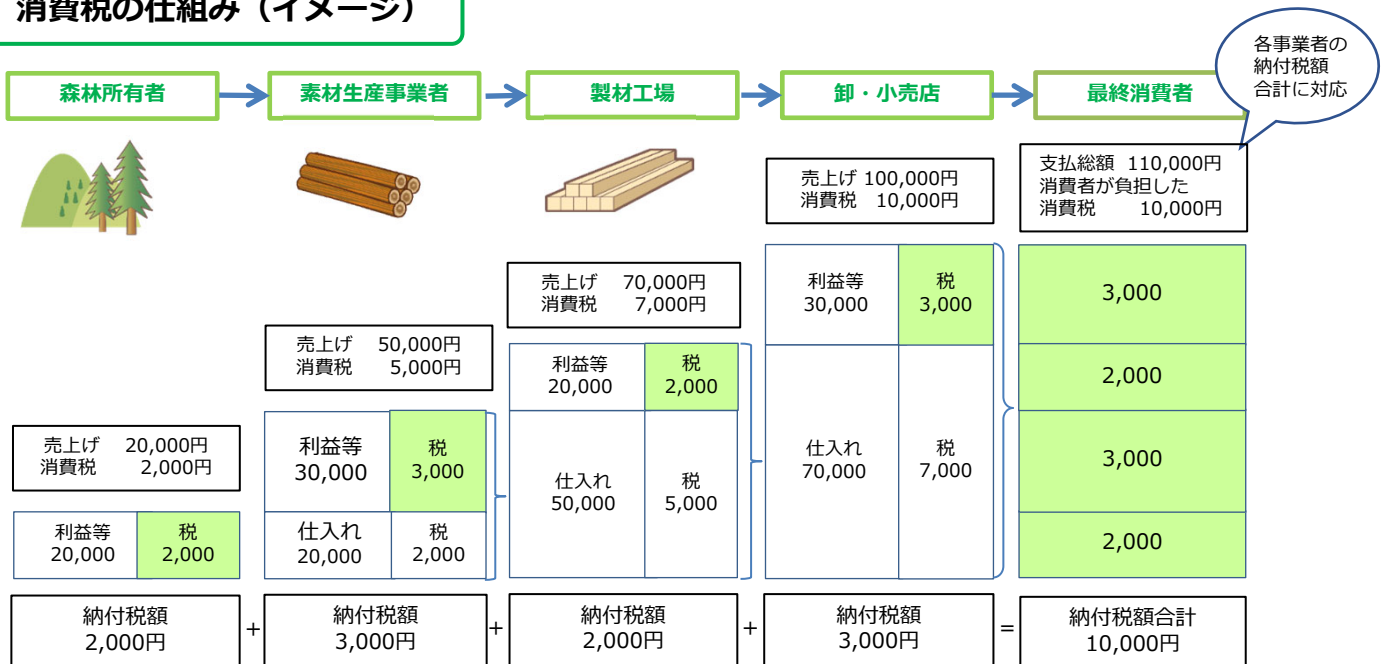 消費税の仕組み（イメージ）
各事業者の
納付税額
合計に対応
森林所有者
素材生産事業者
製材工場
卸・小売店
最終消費者
売上げ 20,000円
消費税 2,000円
利益等
20,000
税
2,000
納付税額
2,000円
+
売上げ 50,000円
消費税 5,000円
利益等
30,000
税
3,000
仕入れ
20,000
税
2,000
納付税額
3,000円
+
売上げ 70,000円
消費税 7,000円
利益等
20,000
税
2,000
仕入れ
50,000
税
5,000
納付税額
2,000円
+
売上げ 100,000円
消費税 10,000円
利益等
30,000
税
3,000
仕入れ
70,000
税
7,000
納付税額
3,000円
=
支払総額 110,000円
消費者が負担した
消費税 10,000円
3,000
2,000
3,000
2,000
納付税額合計
10,000円